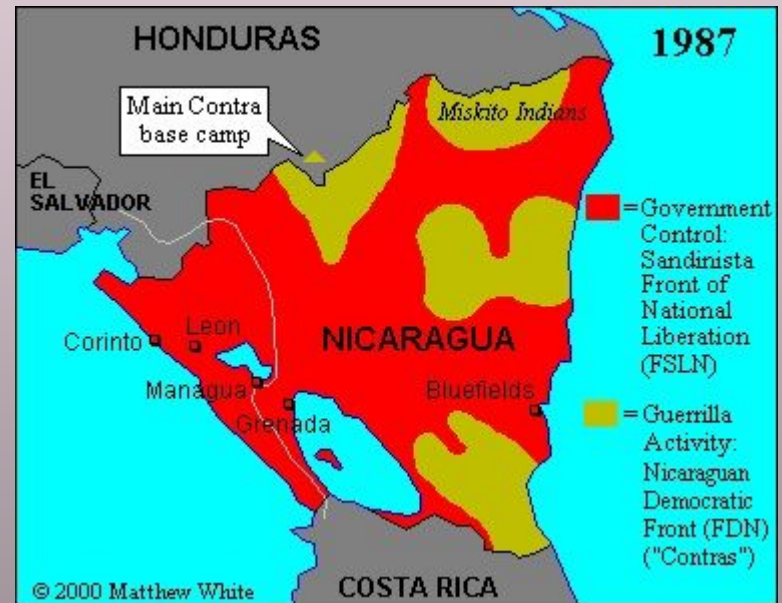 HONDURAS
1987
Main Contra
base camp
Miskito Indians
EL
SALVADOR
=Government
Control:
Sandinista
Front of
National
Liberation
(FSLN)
Corinto
Leon
NICARAGUA
Managua
Grenada
Bluefields
= Guerrilla
Activity:
Nicaraguan
Democratic
Front (FDN)
("Contras")
© 2000 Matthew White
COSTA RICA